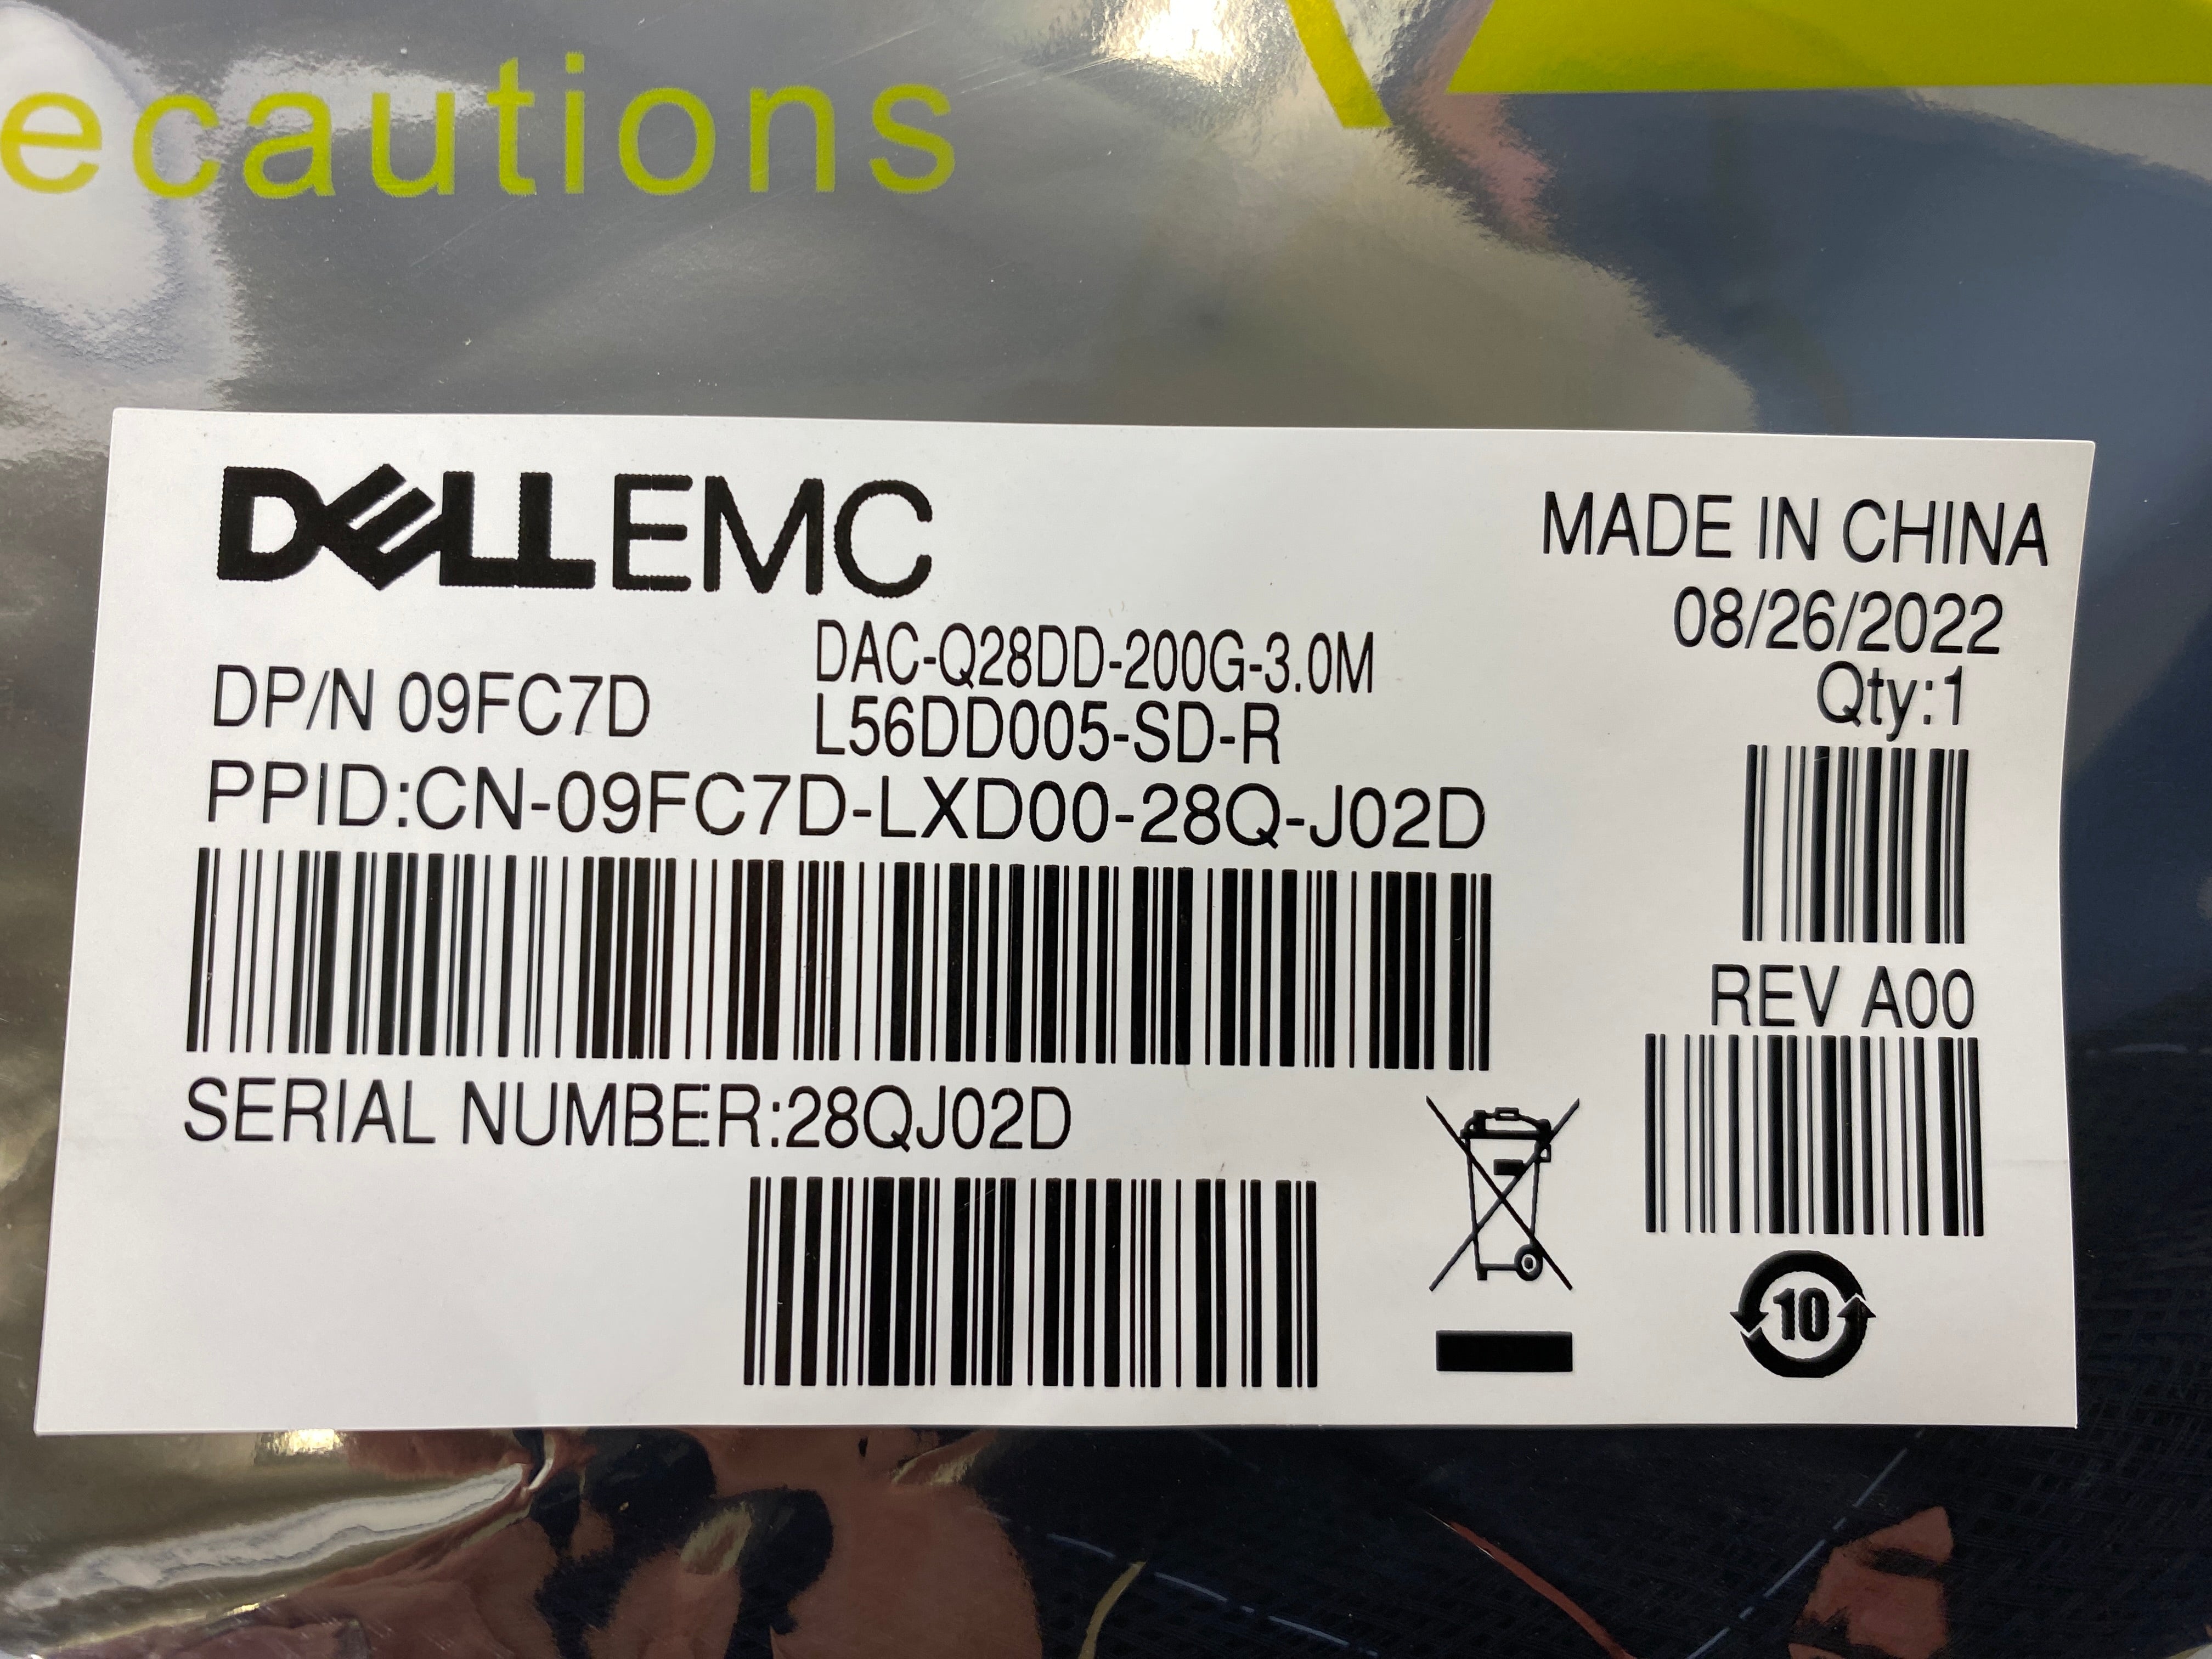 ecautions
DELLEMC
MADE IN CHINA
08/26/2022
Qty:1
DAC-Q28DD-200G-3.0M
DP/N 09FC7D
L56DD005-SD-R
PPID:CN-09FC7D-LXD00-28Q-J02D
REV A00
SERIAL NUMBER:28QJ02D
10